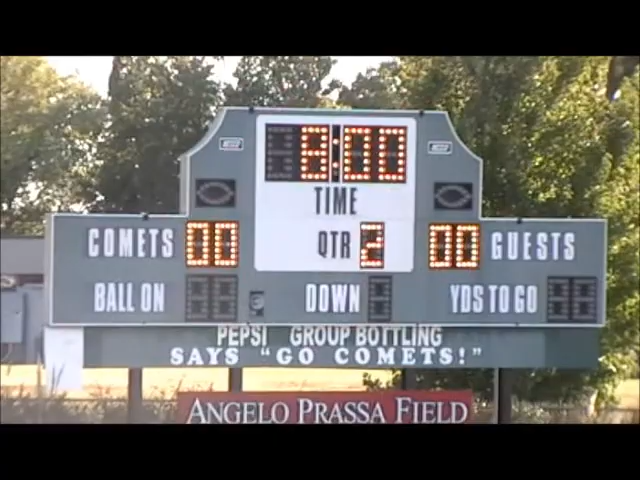 8:00
TIME
COMETS 00 QTR 2 00 GUESTS
BALL ON DOWN YDS TO GO
PEPSI GROUP BOTTLING
SAYS "GO COMETS!"
ANGELO PRASSA FIELD